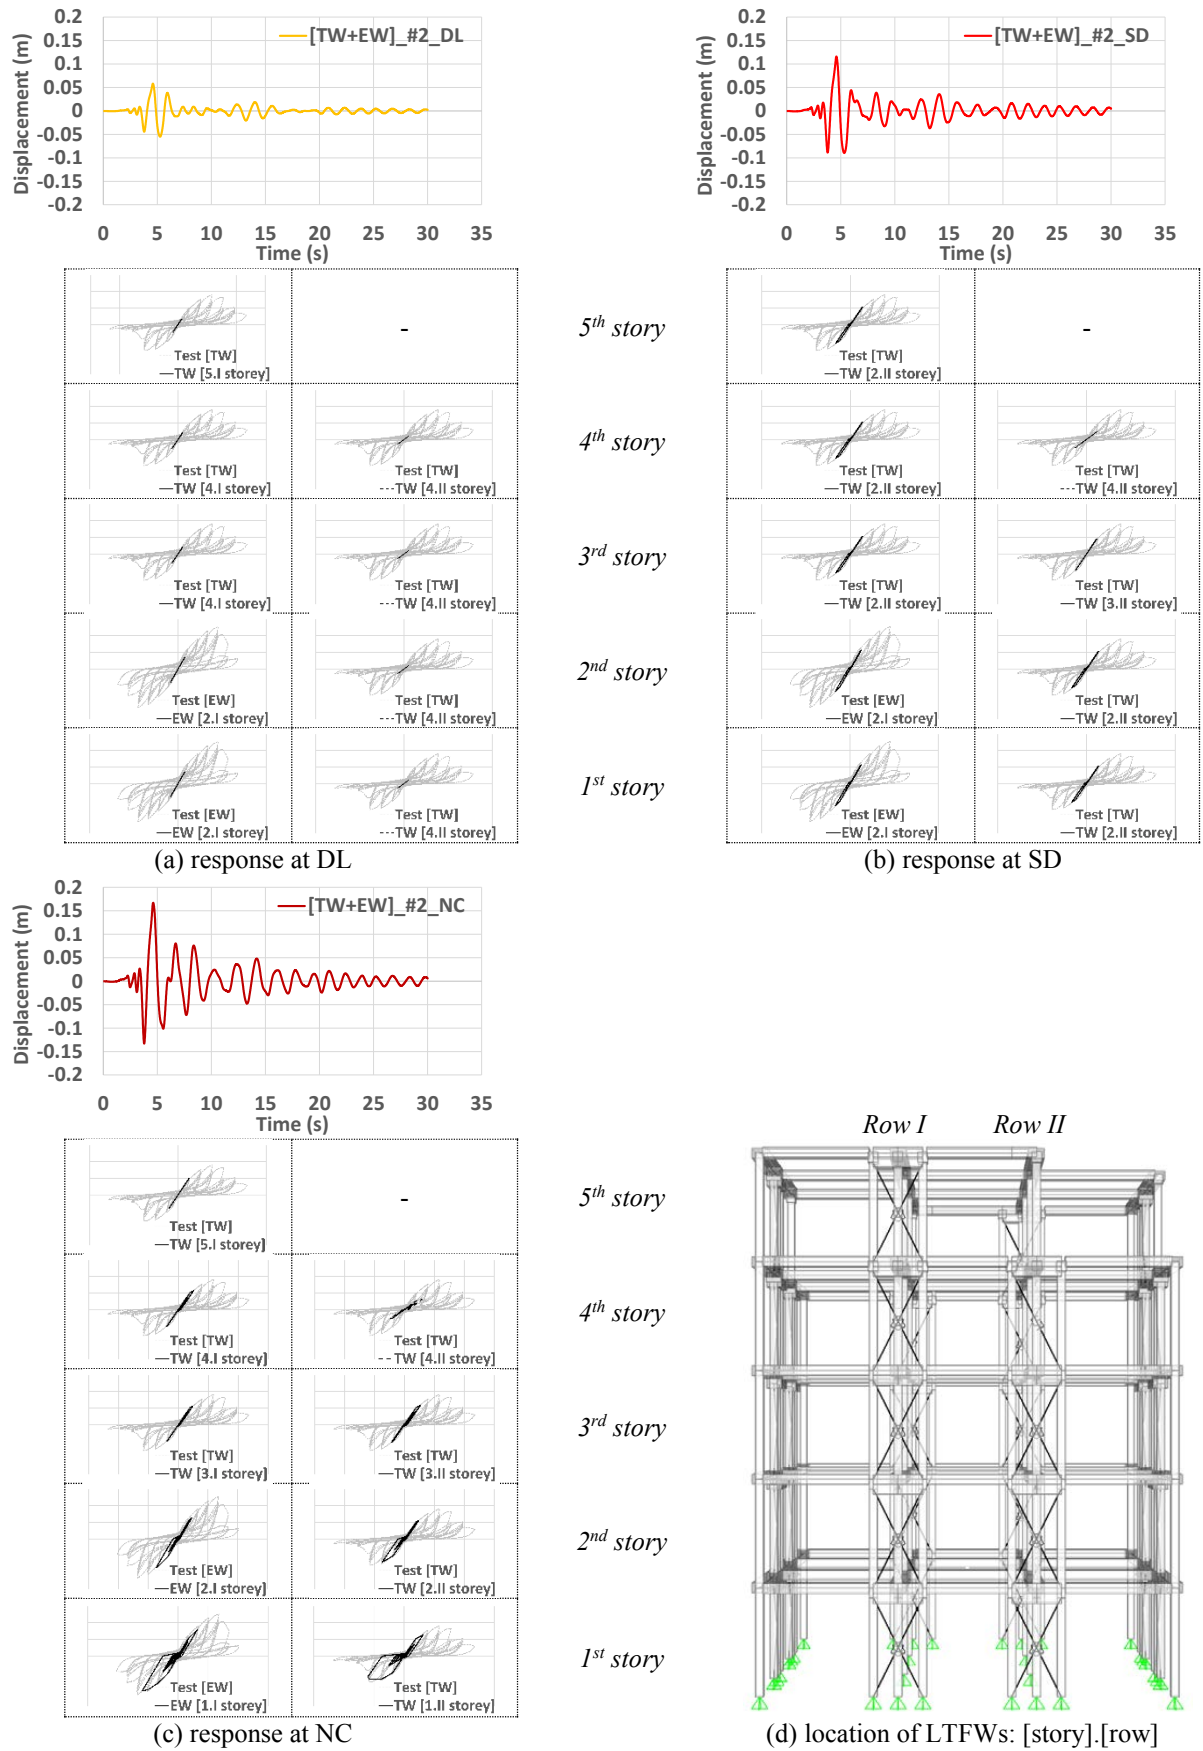 0.2
0.15
0.1
0.05
0
-0.05
-0.1
-0.15
-0.2
Displacement (m)
[TW+EW]_#2_DL
0 5 10 15 20 25 30 35
Time (s)
0.2
0.15
0.1
0.05
0
-0.05
-0.1
-0.15
-0.2
Displacement (m)
[TW+EW]_#2_SD
0 5 10 15 20 25 30 35
Time (s)
Test [TW]
TW [5.I storey]
-
5th story
Test [TW]
TW [2.II storey]
-
Test [TW]
TW [4.I storey]
Test [TW]
TW [4.II storey]
4th story
Test [TW]
TW [2.II storey]
Test [TW]
TW [4.II storey]
Test [TW]
TW [4.I storey]
Test [TW]
TW [4.II storey]
3rd story
Test [TW]
TW [2.II storey]
Test [TW]
TW [3.II storey]
Test [EW]
EW [2.I storey]
Test [TW]
TW [4.II storey]
2nd story
Test [EW]
EW [2.I storey]
Test [TW]
TW [2.II storey]
Test [EW]
EW [2.I storey]
Test [TW]
TW [4.II storey]
1st story
Test [EW]
EW [2.I storey]
Test [TW]
TW [2.II storey]
(a) response at DL
(b) response at SD
0.2
0.15
0.1
0.05
0
-0.05
-0.1
-0.15
-0.2
Displacement (m)
[TW+EW]_#2_NC
0 5 10 15 20 25 30 35
Time (s)
Row I Row II
Test [TW]
TW [5.I storey]
-
5th story
Test [TW]
TW [4.I storey]
Test [TW]
TW [4.II storey]
4th story
Test [TW]
TW [3.I storey]
Test [TW]
TW [3.II storey]
3rd story
Test [EW]
EW [2.I storey]
Test [TW]
TW [2.II storey]
2nd story
Test [EW]
EW [1.I storey]
Test [TW]
TW [1.II storey]
1st story
(c) response at NC
(d) location of LTFWs: [story].[row]